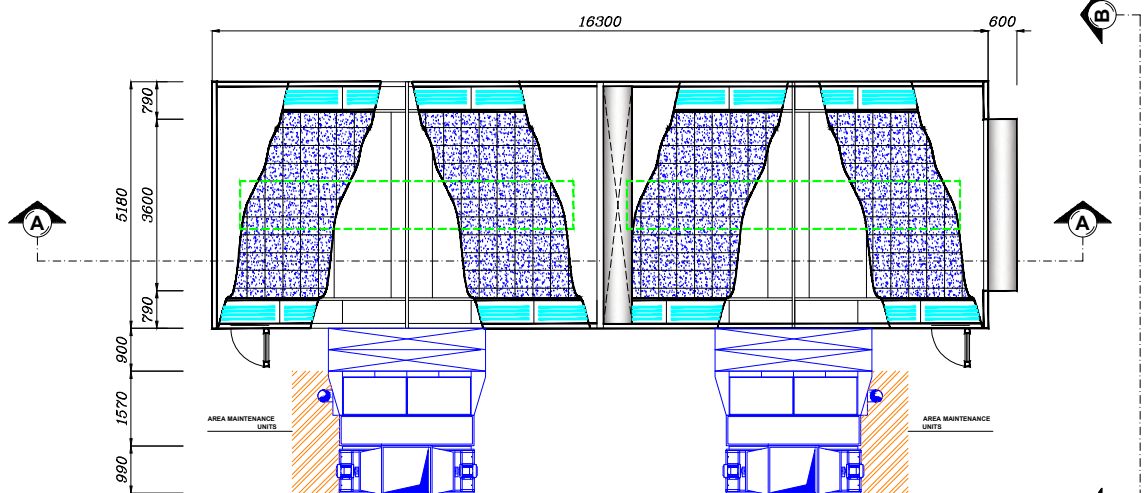 16300
600
B
790
5180
3600
790
A
A
900
1570
990
AREA MAINTENANCE
UNITS
AREA MAINTENANCE
UNITS